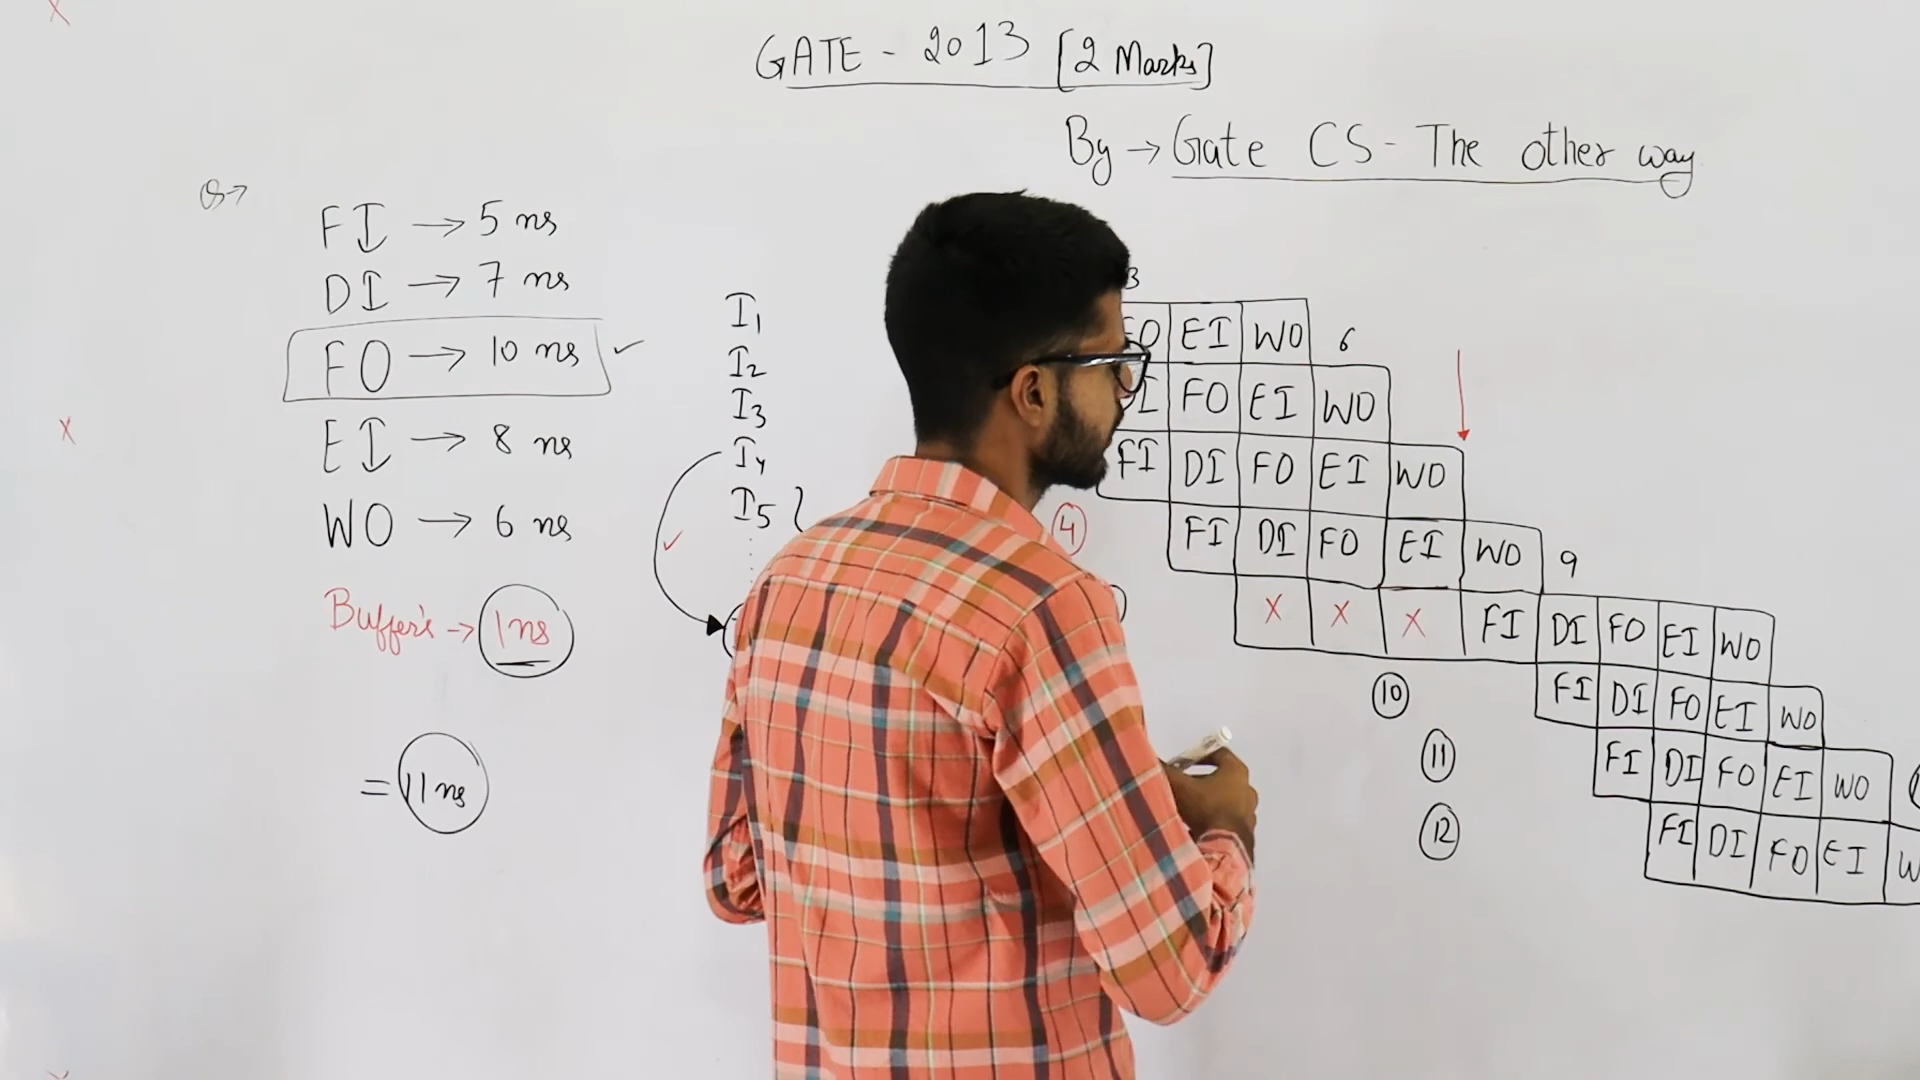 GATE - 2013 [2 Marks]
By → Gate CS - The other way
Q→
FI → 5 ns
DI → 7 ns
FO → 10 ns ✓
EI → 8 ns
WO → 6 ns
Buffer's → 1ns
= 11 ns
I1
I2
I3
I4
I5
✓
3
FO EI WO 6
DI FO EI WO
FI DI FO EI WO
4 FI DI FO EI WO 9
X X X FI DI FO EI WO
10 FI DI FO EI WO
11 FI DI FO EI WO
12 FI DI FO EI W
X
X